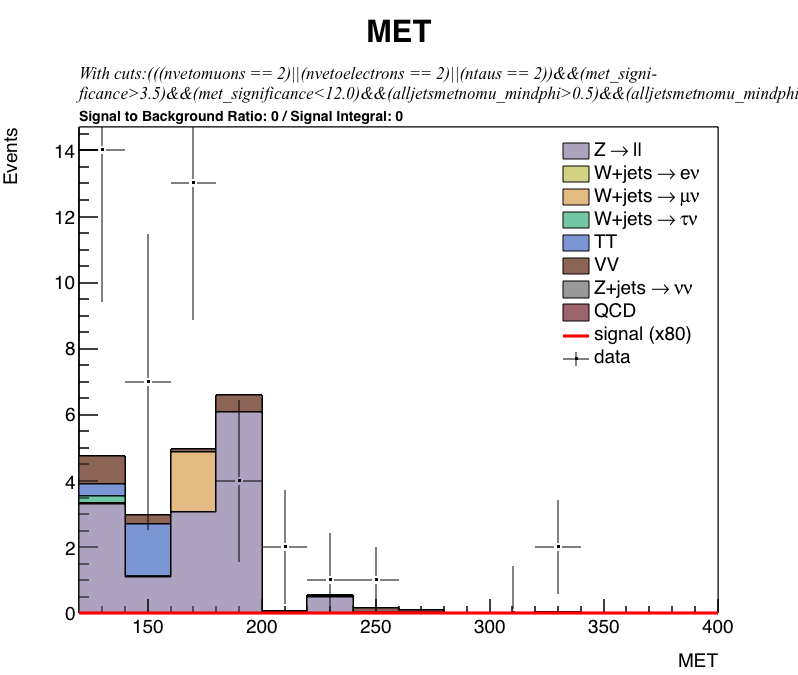 MET
With cuts:(((nvetomuons == 2)||(nvetoelectrons == 2)||(ntaus == 2))&&(met_signi-
ficance>3.5)&&(met_significance<12.0)&&(alljetsmetnomu_mindphi>0.5)&&(alljetsmetnomu_mindphi
Signal to Background Ratio: 0 / Signal Integral: 0
Events
14
12
10
8
6
4
2
0
Z → ll
W+jets → eν
W+jets → μν
W+jets → τν
TT
VV
Z+jets → νν
QCD
signal (x80)
data
150 200 250 300 350 400
MET